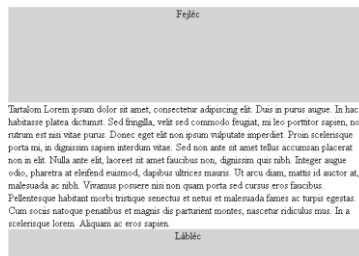 Fejléc
Tartalom Lorem ipsum dolor sit amet, consectetur adipiscing elit. Duis in purus augue. In hac
habitasse platea dictumst. Sed fringilla, velit sed commodo feugiat, mi leo porttitor sapien, no
rutrum est nisi vitae purus. Donec eget elit non ipsum vulputate imperdiet. Proin scelerisque
porta mi, in dignissim sapien interdum vitae. Sed non ante sit amet tellus accumsan placerat
non in elit. Nulla ante elit, laoreet sit amet faucibus non, dignissim quis nibh. Integer augue
odio, pharetra at eleifend euismod, dapibus ultrices mauris. Ut arcu diam, mattis id auctor at,
malesuada ac nibh. Vivamus posuere nisi non quam porta sed cursus eros faucibus.
Pellentesque habitant morbi tristique senectus et netus et malesuada fames ac turpis egestas.
Cum sociis natoque penatibus et magnis dis parturient montes, nascetur ridiculus mus. In a
scelerisque lorem. Aliquam ac eros sapien.
Lábléc